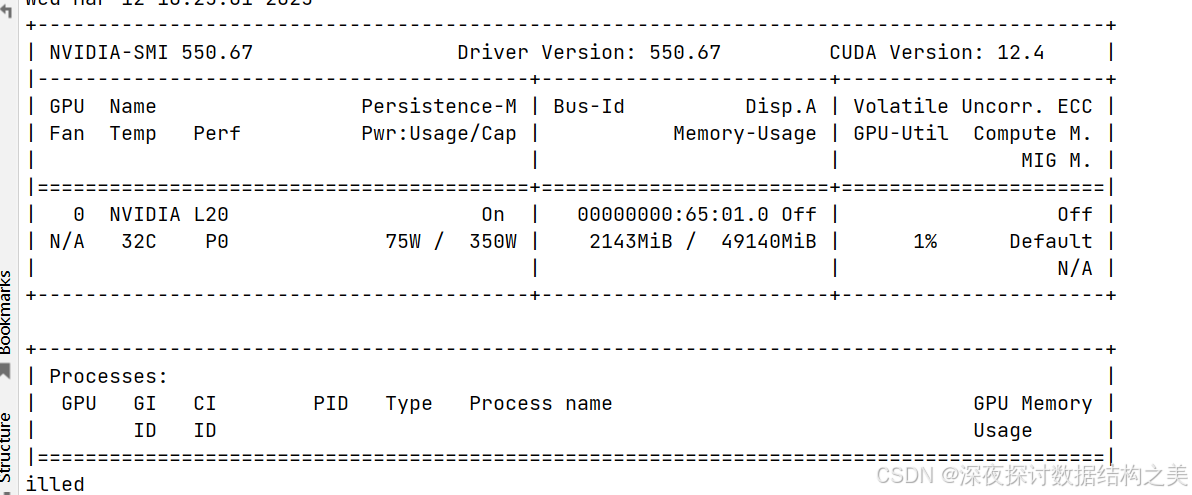 Wed Mar 12 16:23:01 2025
+-----------------------------------------------------------------------------------------+
| NVIDIA-SMI 550.67                 Driver Version: 550.67         CUDA Version: 12.4     |
|-----------------------------------------+------------------------+----------------------+
| GPU  Name                 Persistence-M | Bus-Id          Disp.A | Volatile Uncorr. ECC |
| Fan  Temp   Perf          Pwr:Usage/Cap |           Memory-Usage | GPU-Util  Compute M. |
|                                         |                        |               MIG M. |
|=========================================+========================+======================|
|   0  NVIDIA L20                     On  |   00000000:65:01.0 Off |                  Off |
| N/A   32C    P0              75W /  350W |    2143MiB /  49140MiB |      1%      Default |
|                                         |                        |                  N/A |
+-----------------------------------------+------------------------+----------------------+
+-----------------------------------------------------------------------------------------+
| Processes:                                                                              |
|  GPU   GI   CI        PID   Type   Process name                              GPU Memory |
|        ID   ID                                                               Usage      |
|=========================================================================================|
illed
Bookmarks
Structure
CSDN @深夜探讨数据结构之美